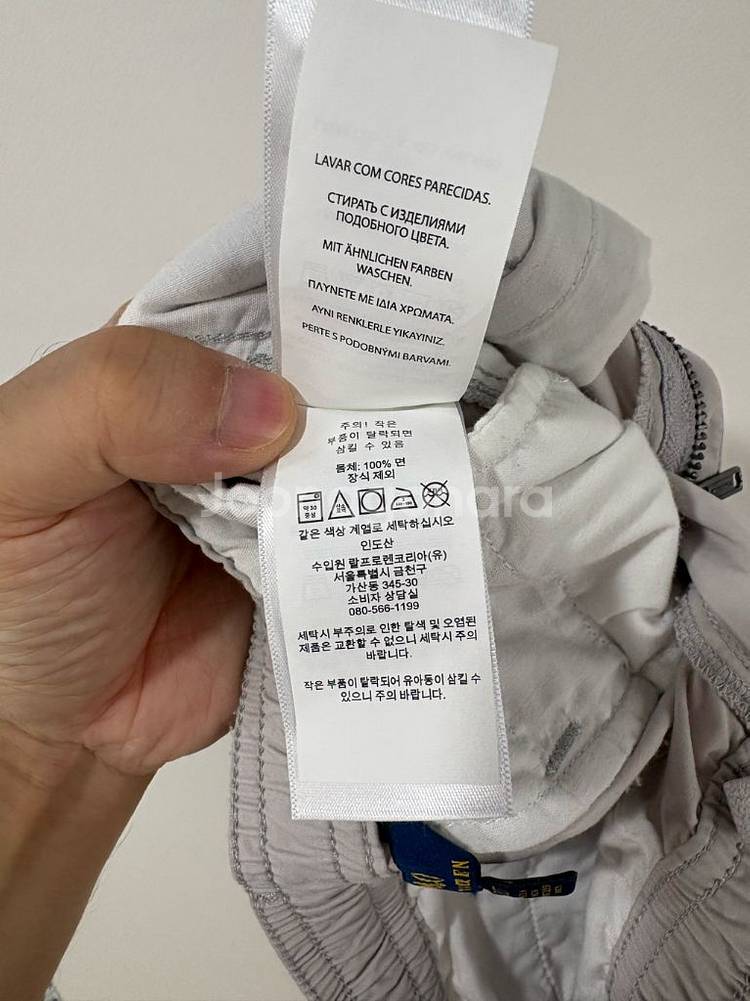 LAVAR COM CORES PARECIDAS.
СТИРАТЬ С ИЗДЕЛИЯМИ
ПОДОБНОГО ЦВЕТА.
MIT ÄHNLICHEN FARBEN
WASCHEN.
ΠΛΥΝΕΤΕ ΜΕ ΙΔΙΑ ΧΡΩΜΑΤΑ.
AYNI RENKLERLE YIKAYINIZ.
PERTE S PODOBNÝMI BARVAMI.
주의! 작은
부품이 탈락되면
삼킬 수 있음
몸체: 100% 면
장식 제외
약30
중성
같은 색상 계열로 세탁하십시오
인도산
수입원 랄프로렌코리아(유)
서울특별시 금천구
가산동 345-30
소비자 상담실
080-566-1199
세탁시 부주의로 인한 탈색 및 오염된
제품은 교환할 수 없으니 세탁시 주의
바랍니다.
작은 부품이 탈락되어 유아동이 삼킬 수
있으니 주의 바랍니다.